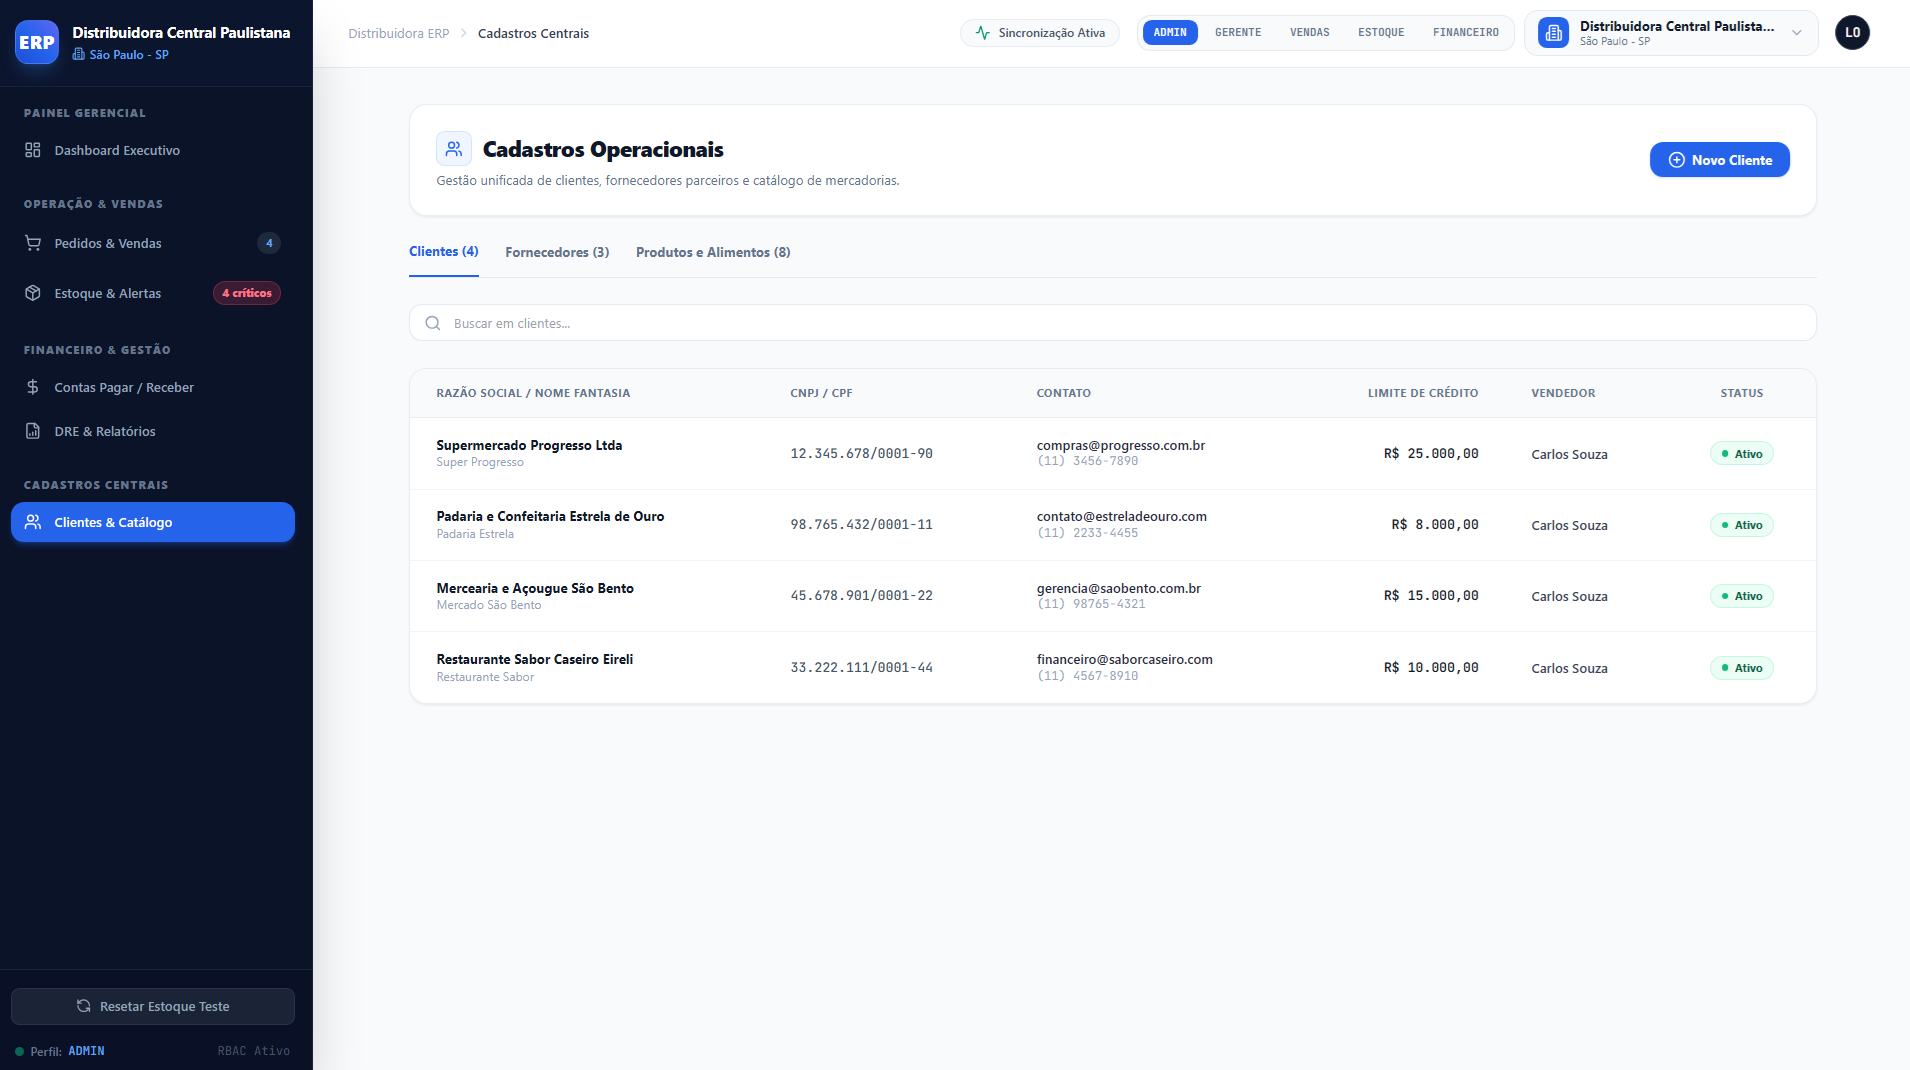 ERP
Distribuidora Central Paulistana
São Paulo - SP
PAINEL GERENCIAL
Dashboard Executivo
OPERAÇÃO & VENDAS
Pedidos & Vendas
4
Estoque & Alertas
4 críticos
FINANCEIRO & GESTÃO
Contas Pagar / Receber
DRE & Relatórios
CADASTROS CENTRAIS
Clientes & Catálogo
Resetar Estoque Teste
Perfil: ADMIN
RBAC Ativo
Distribuidora ERP > Cadastros Centrais
Sincronização Ativa
ADMIN GERENTE VENDAS ESTOQUE FINANCEIRO
Distribuidora Central Paulista...
São Paulo - SP
LO
Cadastros Operacionais
Gestão unificada de clientes, fornecedores parceiros e catálogo de mercadorias.
Novo Cliente
Clientes (4) Fornecedores (3) Produtos e Alimentos (8)
Buscar em clientes...
RAZÃO SOCIAL / NOME FANTASIA CNPJ / CPF CONTATO LIMITE DE CRÉDITO VENDEDOR STATUS
Supermercado Progresso Ltda
Super Progresso
12.345.678/0001-90
compras@progresso.com.br
(11) 3456-7890
R$ 25.000,00
Carlos Souza
Ativo
Padaria e Confeitaria Estrela de Ouro
Padaria Estrela
98.765.432/0001-11
contato@estreladeouro.com
(11) 2233-4455
R$ 8.000,00
Carlos Souza
Ativo
Mercearia e Açougue São Bento
Mercado São Bento
45.678.901/0001-22
gerencia@saobento.com.br
(11) 98765-4321
R$ 15.000,00
Carlos Souza
Ativo
Restaurante Sabor Caseiro Eireli
Restaurante Sabor
33.222.111/0001-44
financeiro@saborcaseiro.com
(11) 4567-8910
R$ 10.000,00
Carlos Souza
Ativo